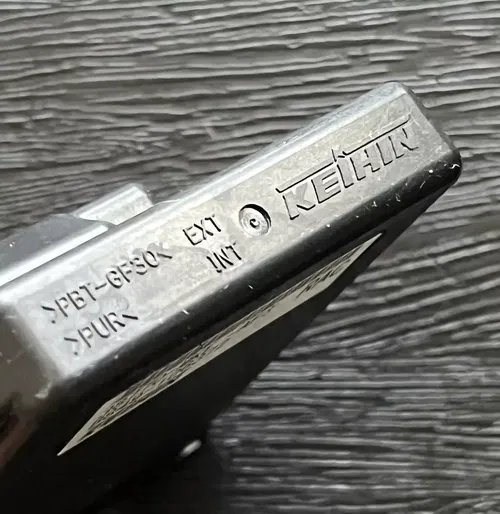 >PBT-GF30< EXT
>PUR< INT
C
KEIHIN